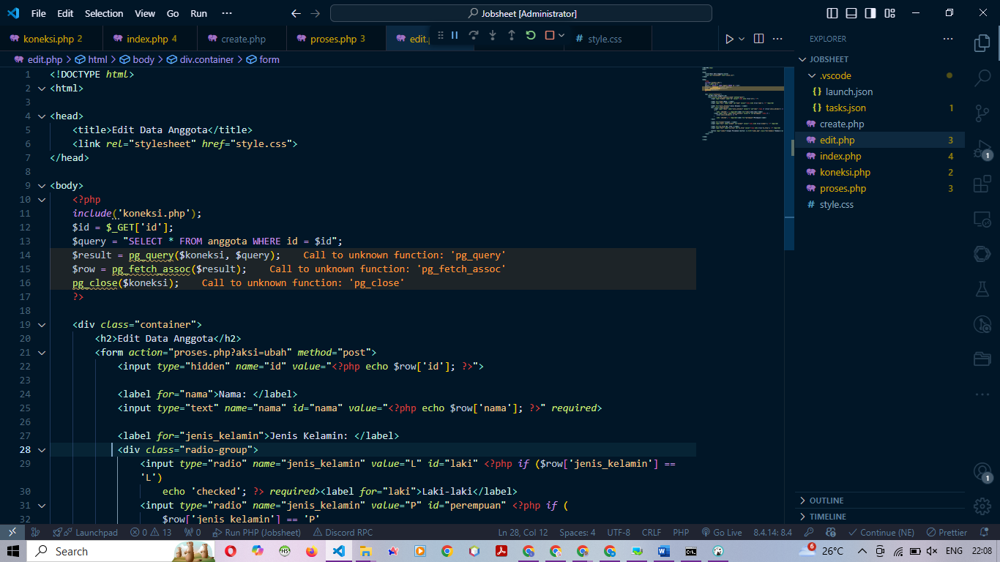 File Edit Selection View Go Run ··· Jobsheet [Administrator]
koneksi.php 2 index.php 4 create.php proses.php 3 edit.p style.css
EXPLORER
edit.php > html > body > div.container > form
JOBSHEET
.vscode
launch.json
tasks.json 1
create.php
edit.php 3
index.php 4
koneksi.php 2
proses.php 3
style.css
1 <!DOCTYPE html>
2 <html>
3
4 <head>
5 <title>Edit Data Anggota</title>
6 <link rel="stylesheet" href="style.css">
7 </head>
8
9 <body>
10 <?php
11 include('koneksi.php');
12 $id = $_GET['id'];
13 $query = "SELECT * FROM anggota WHERE id = $id";
14 $result = pg_query($koneksi, $query); Call to unknown function: 'pg_query'
15 $row = pg_fetch_assoc($result); Call to unknown function: 'pg_fetch_assoc'
16 pg_close($koneksi); Call to unknown function: 'pg_close'
17 ?>
18
19 <div class="container">
20 <h2>Edit Data Anggota</h2>
21 <form action="proses.php?aksi=ubah" method="post">
22 <input type="hidden" name="id" value="<?php echo $row['id']; ?>">
23
24 <label for="nama">Nama: </label>
25 <input type="text" name="nama" id="nama" value="<?php echo $row['nama']; ?>" required>
26
27 <label for="jenis_kelamin">Jenis Kelamin: </label>
28 <div class="radio-group">
29 <input type="radio" name="jenis_kelamin" value="L" id="laki" <?php if ($row['jenis_kelamin'] ==
'L')
30 echo 'checked'; ?> required><label for="laki">Laki-laki</label>
31 <input type="radio" name="jenis_kelamin" value="P" id="perempuan" <?php if (
32 $row['jenis_kelamin'] == 'P'
OUTLINE
TIMELINE
1
1
Launchpad 0 13 0 Run PHP (Jobsheet) Discord RPC Ln 28, Col 12 Spaces: 4 UTF-8 CRLF PHP Go Live 8.4.14: 8.4 Continue (NE) Prettier
Search 6 26°C ENG 22:08